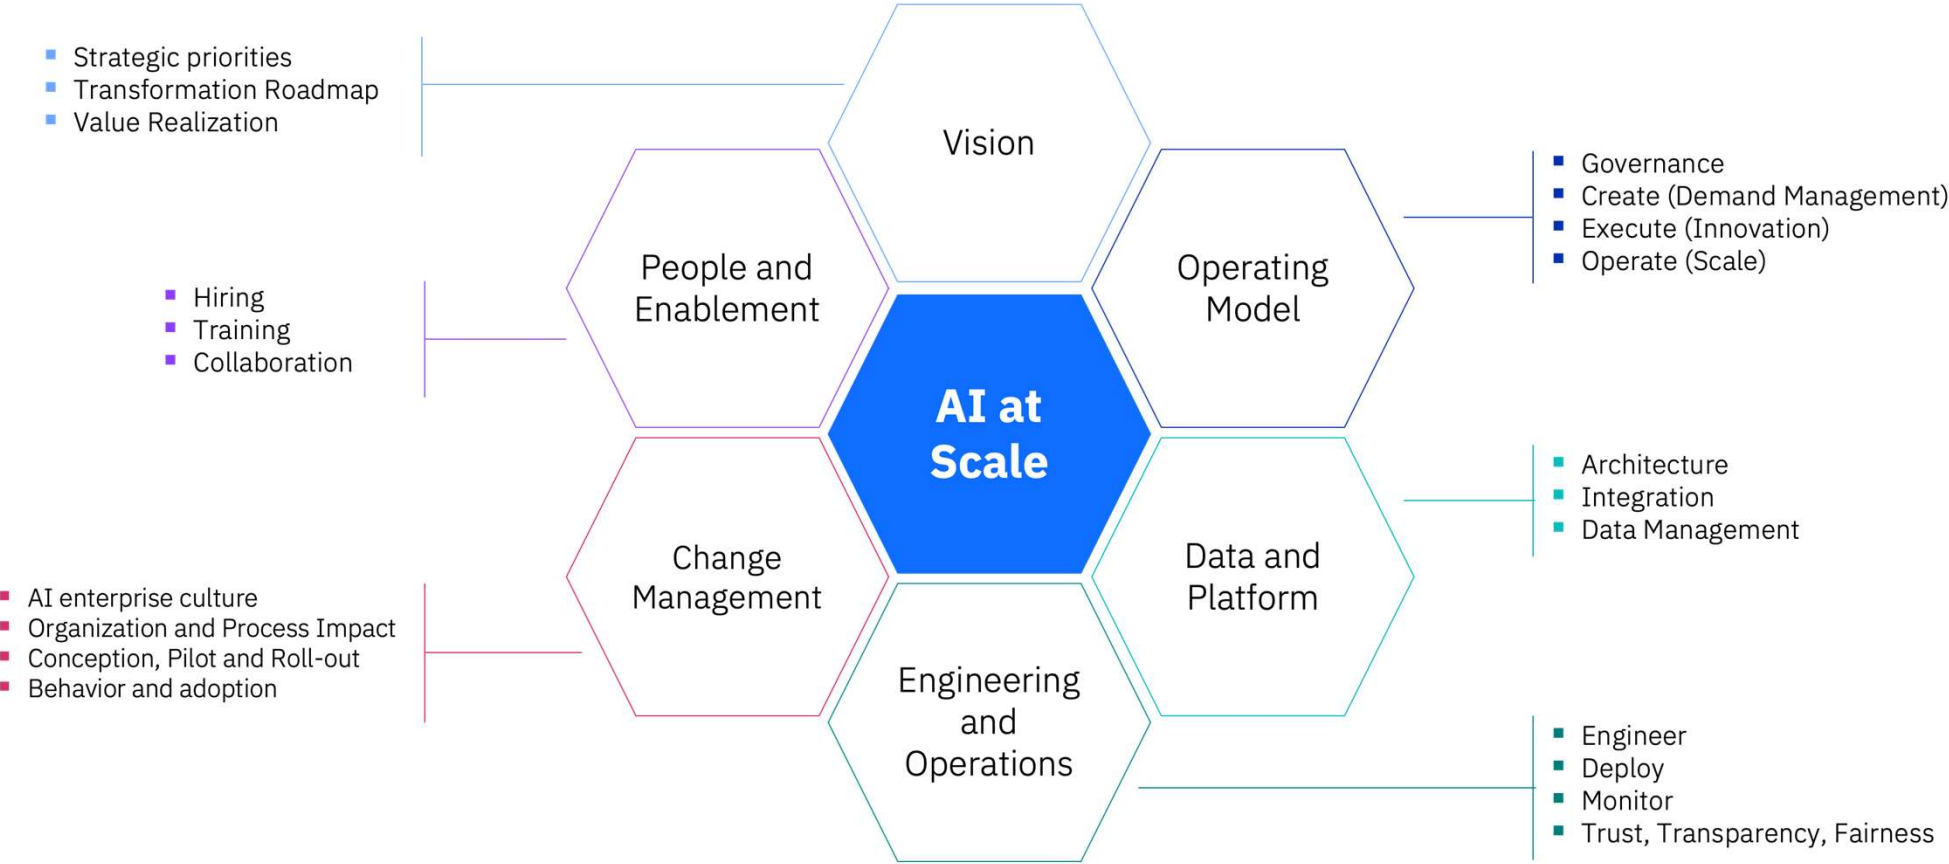 Strategic priorities
Transformation Roadmap
Value Realization
Vision
Governance
Create (Demand Management)
Execute (Innovation)
Operate (Scale)
People and
Enablement
Operating
Model
Hiring
Training
Collaboration
AI at
Scale
Architecture
Integration
Data Management
Change
Management
Data and
Platform
AI enterprise culture
Organization and Process Impact
Conception, Pilot and Roll-out
Behavior and adoption
Engineering
and
Operations
Engineer
Deploy
Monitor
Trust, Transparency, Fairness